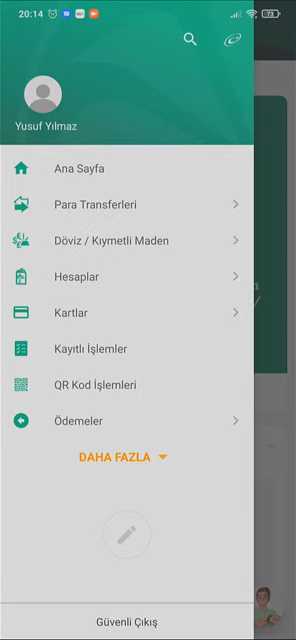 20:14
73
Yusuf Yılmaz
Ana Sayfa
Para Transferleri
Döviz / Kıymetli Maden
Hesaplar
Kartlar
Kayıtlı İşlemler
QR Kod İşlemleri
Ödemeler
DAHA FAZLA
Güvenli Çıkış